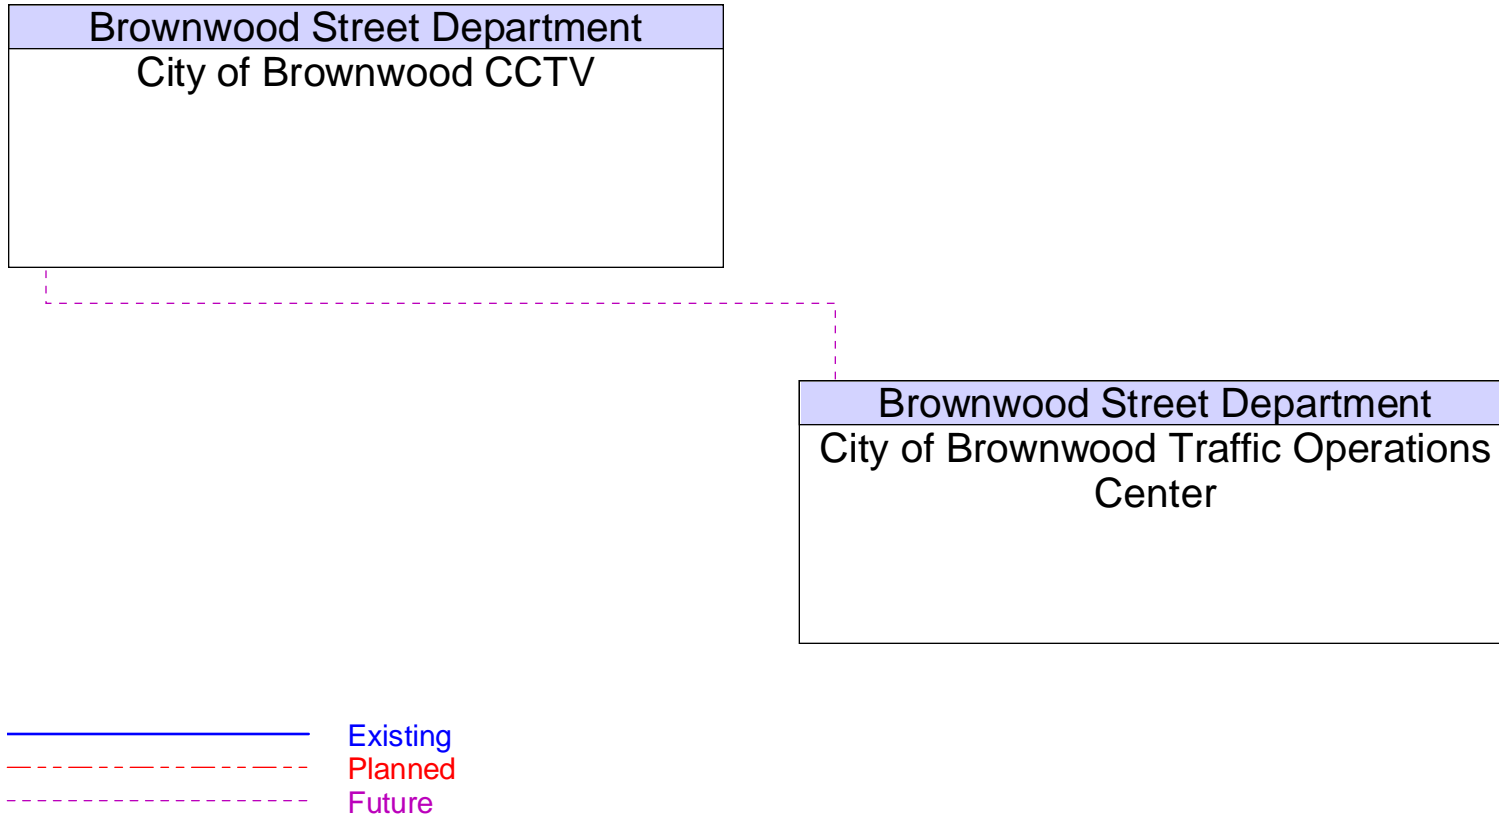 Brownwood Street Department
City of Brownwood CCTV
Brownwood Street Department
City of Brownwood Traffic Operations
Center
Existing
Planned
Future